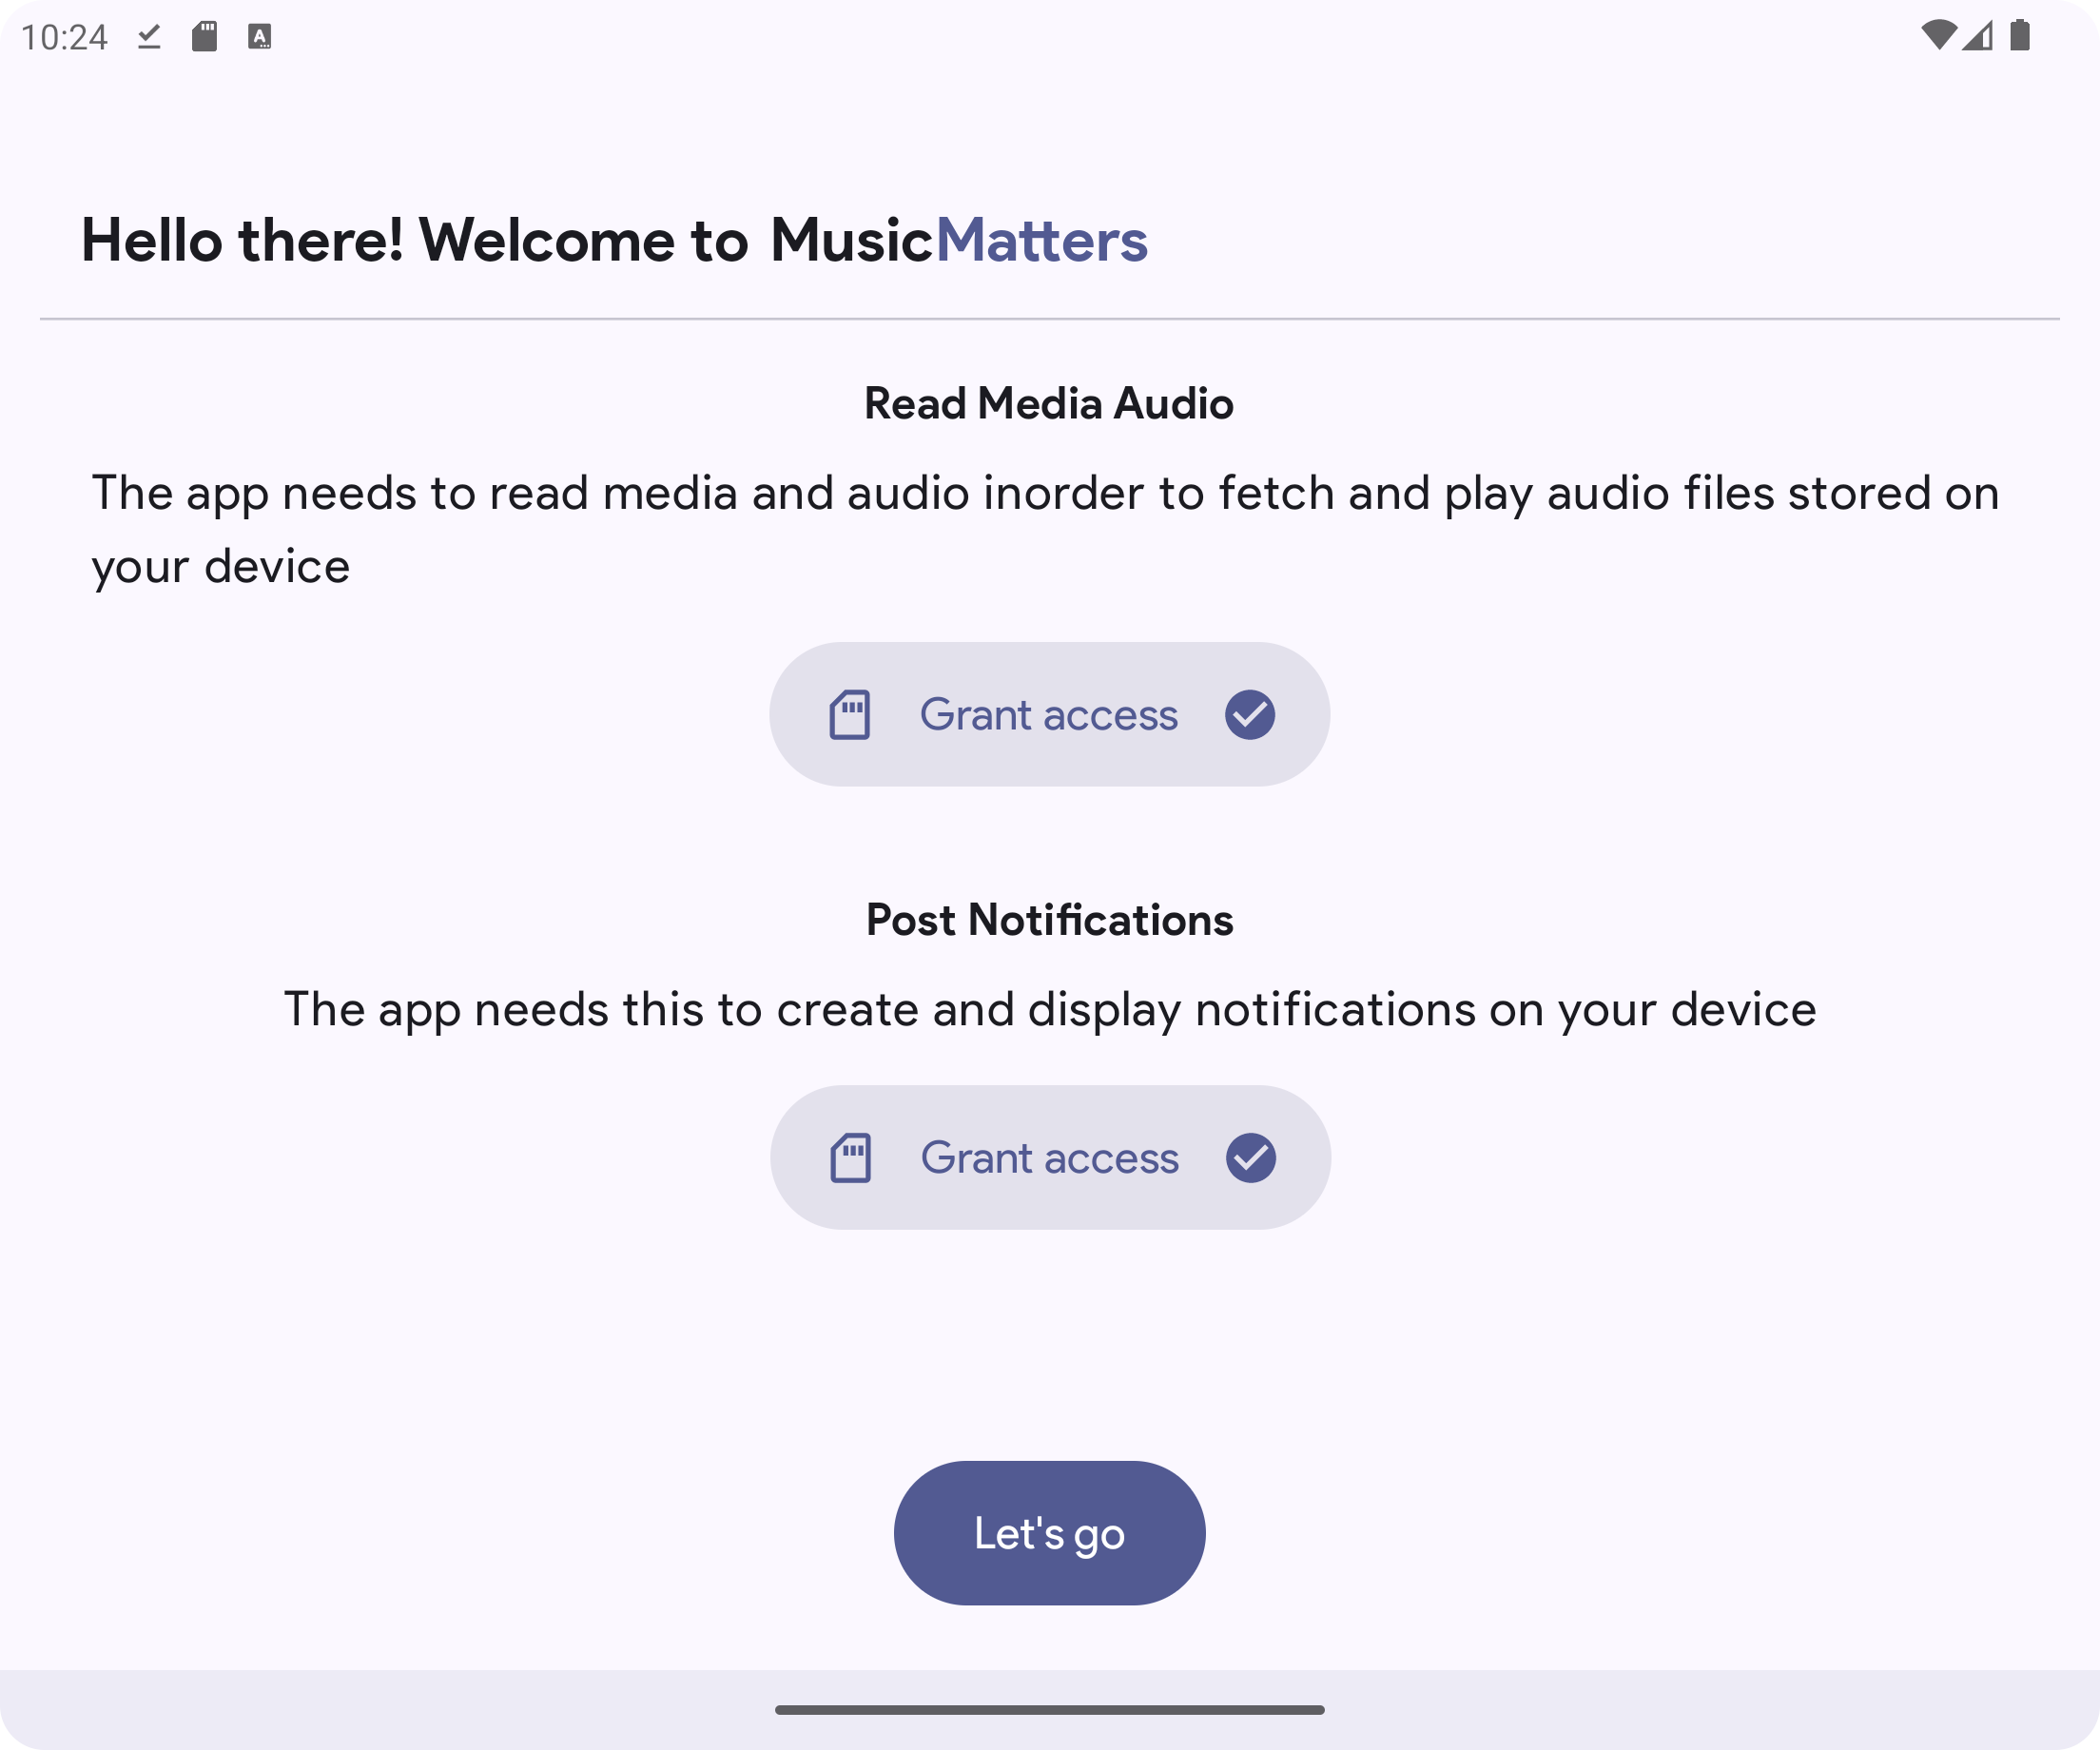 10:24
Hello there! Welcome to MusicMatters
Read Media Audio
The app needs to read media and audio inorder to fetch and play audio files stored on
your device
Grant access
Post Notifications
The app needs this to create and display notifications on your device
Grant access
Let's go